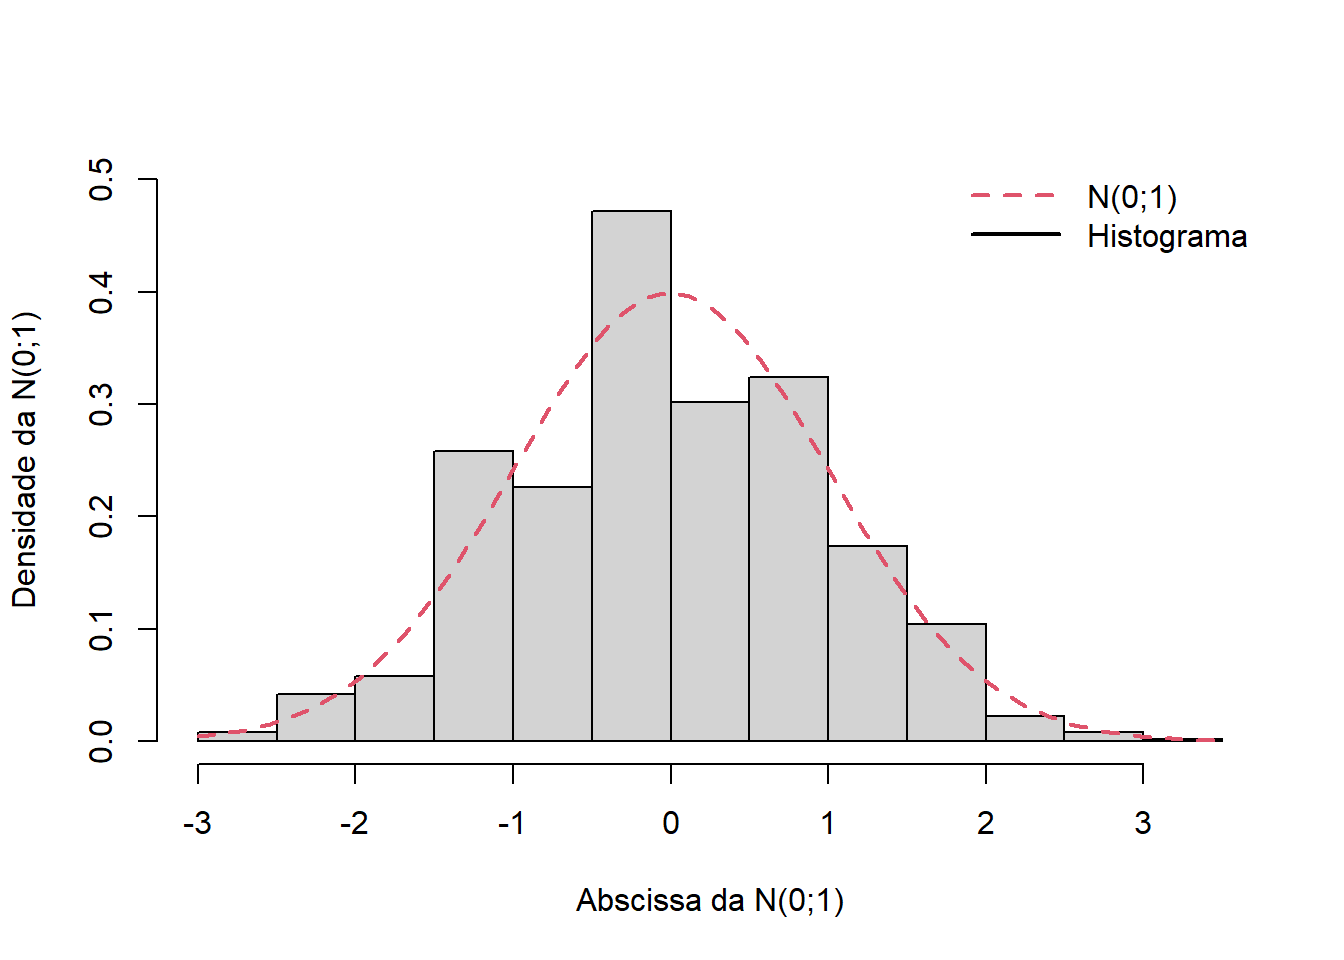 N(0;1)
Histograma
Densidade da N(0;1)
0.5
0.4
0.3
0.2
0.1
0.0
-3 -2 -1 0 1 2 3
Abscissa da N(0;1)